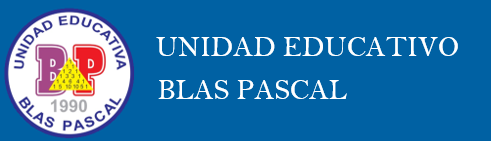 UNIDAD EDUCATIVA
BP
1990
BLAS PASCAL
UNIDAD EDUCATIVO
BLAS PASCAL